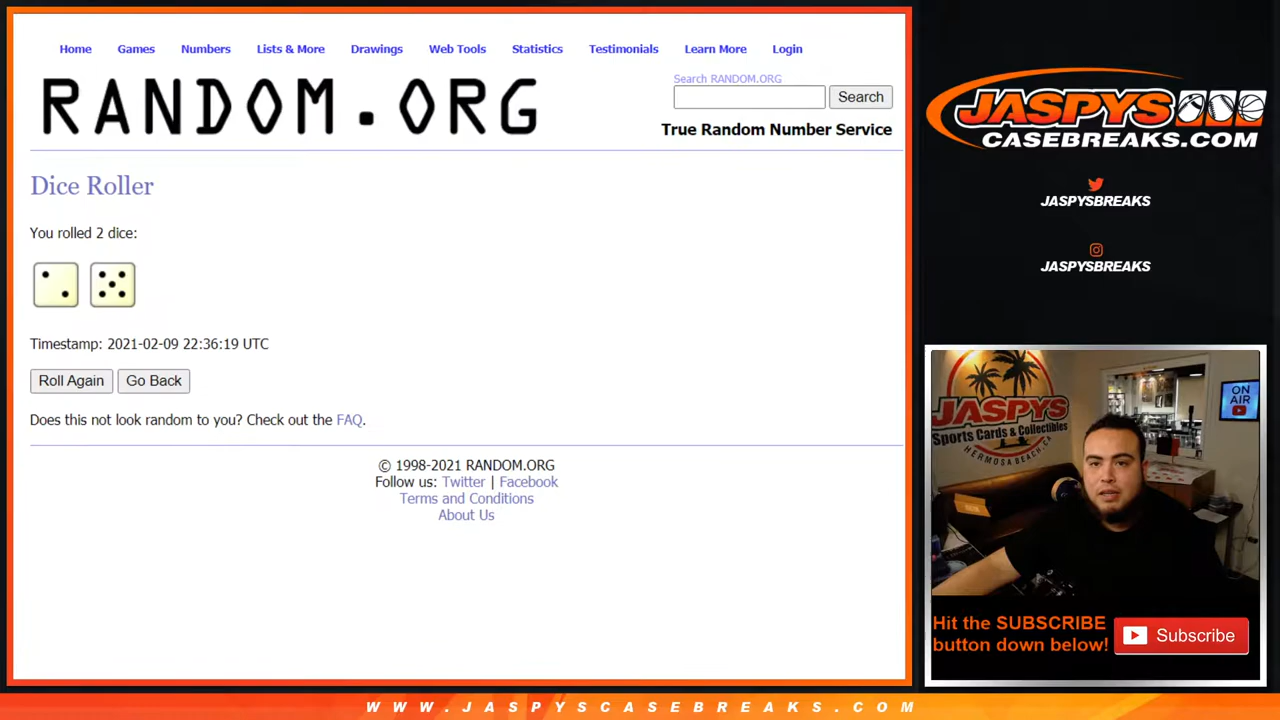 Home Games Numbers Lists & More Drawings Web Tools Statistics Testimonials Learn More Login
RANDOM.ORG
Search RANDOM.ORG
Search
True Random Number Service
Dice Roller
You rolled 2 dice:
Timestamp: 2021-02-09 22:36:19 UTC
Roll Again Go Back
Does this not look random to you? Check out the FAQ.
© 1998-2021 RANDOM.ORG
Follow us: Twitter | Facebook
Terms and Conditions
About Us
JASPYS
CASEBREAKS.COM
JASPYSBREAKS
JASPYSBREAKS
JASPYS
Sports Cards & Collectibles
HERMOSA BEACH, CA
ON
AIR
Hit the SUBSCRIBE
button down below!
Subscribe
WWW.JASPYSCASEBREAKS.COM